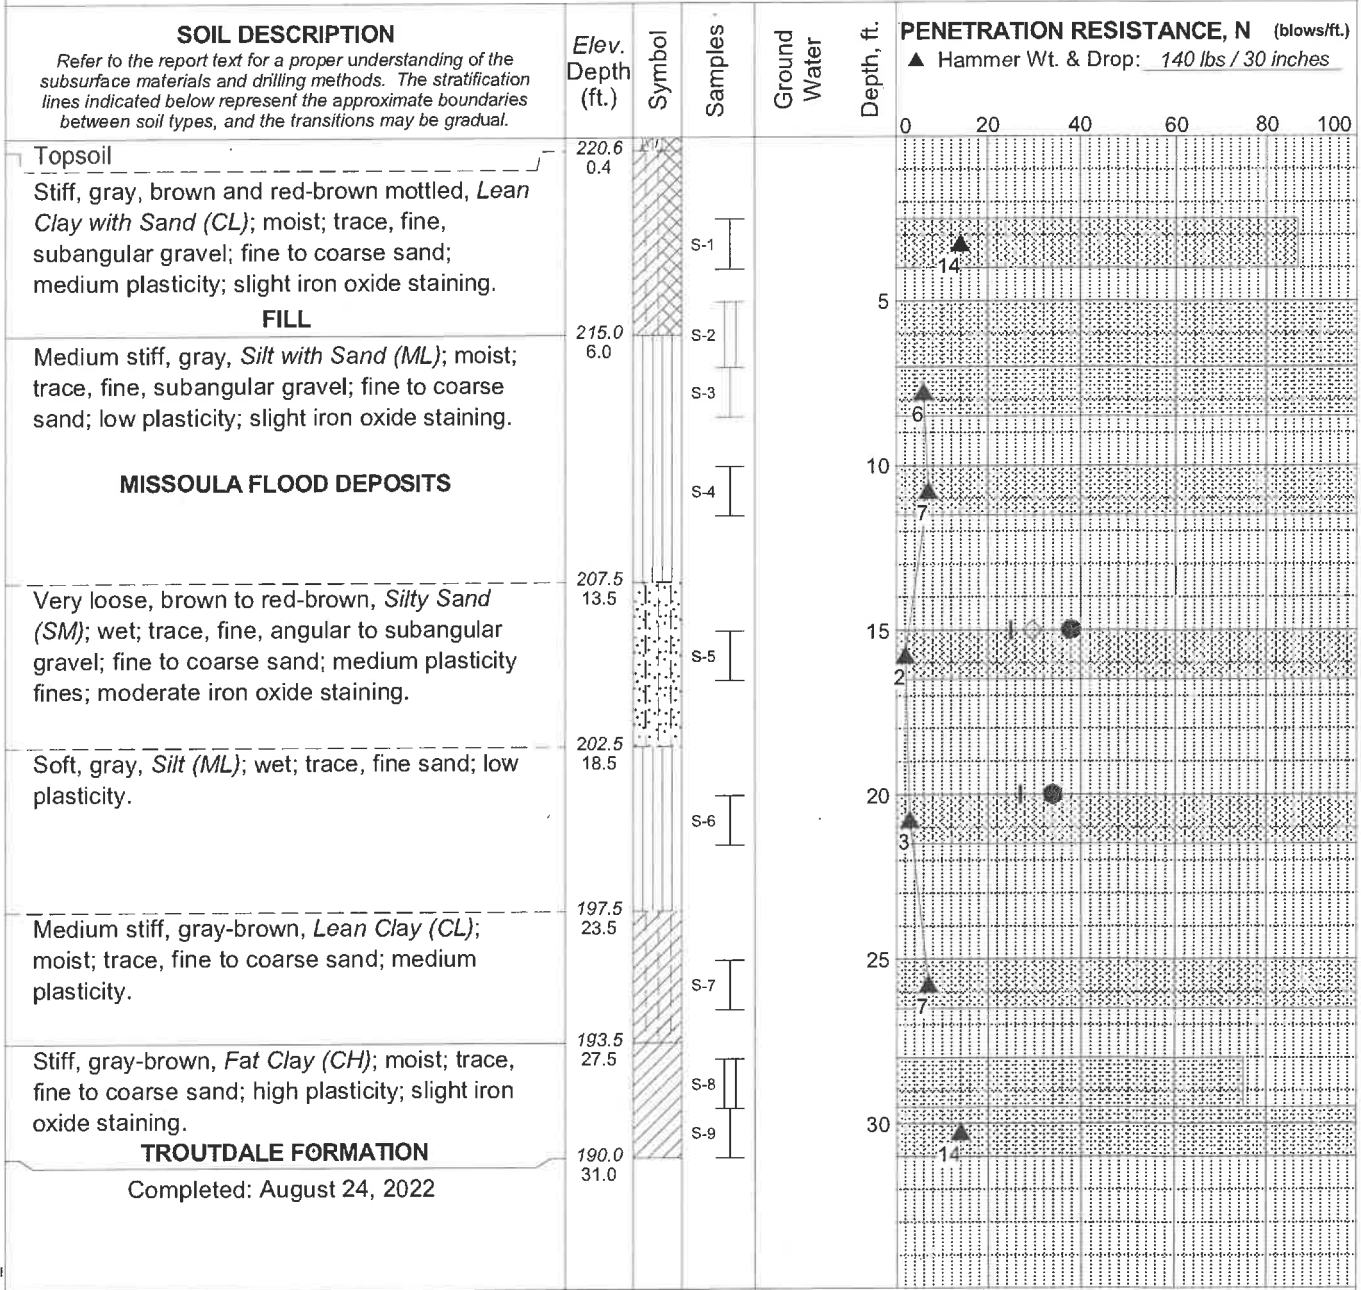 SOIL DESCRIPTION
Refer to the report text for a proper understanding of the
subsurface materials and drilling methods. The stratification
lines indicated below represent the approximate boundaries
between soil types, and the transitions may be gradual.
Elev.
Depth
(ft.)
Symbol
Samples
Ground
Water
Depth, ft.
PENETRATION RESISTANCE, N (blows/ft.)
▲ Hammer Wt. & Drop: 140 lbs / 30 inches
0 20 40 60 80 100
Topsoil
220.6
0.4
Stiff, gray, brown and red-brown mottled, Lean
Clay with Sand (CL); moist; trace, fine,
subangular gravel; fine to coarse sand;
medium plasticity; slight iron oxide staining.
FILL
S-1
14
5
215.0
6.0
S-2
Medium stiff, gray, Silt with Sand (ML); moist;
trace, fine, subangular gravel; fine to coarse
sand; low plasticity; slight iron oxide staining.
S-3
6
MISSOULA FLOOD DEPOSITS
10
S-4
7
207.5
13.5
Very loose, brown to red-brown, Silty Sand
(SM); wet; trace, fine, angular to subangular
gravel; fine to coarse sand; medium plasticity
fines; moderate iron oxide staining.
15
S-5
2
202.5
18.5
Soft, gray, Silt (ML); wet; trace, fine sand; low
plasticity.
20
S-6
3
197.5
23.5
Medium stiff, gray-brown, Lean Clay (CL);
moist; trace, fine to coarse sand; medium
plasticity.
25
S-7
7
193.5
27.5
Stiff, gray-brown, Fat Clay (CH); moist; trace,
fine to coarse sand; high plasticity; slight iron
oxide staining.
S-8
30
S-9
14
TROUTDALE FORMATION
190.0
31.0
Completed: August 24, 2022